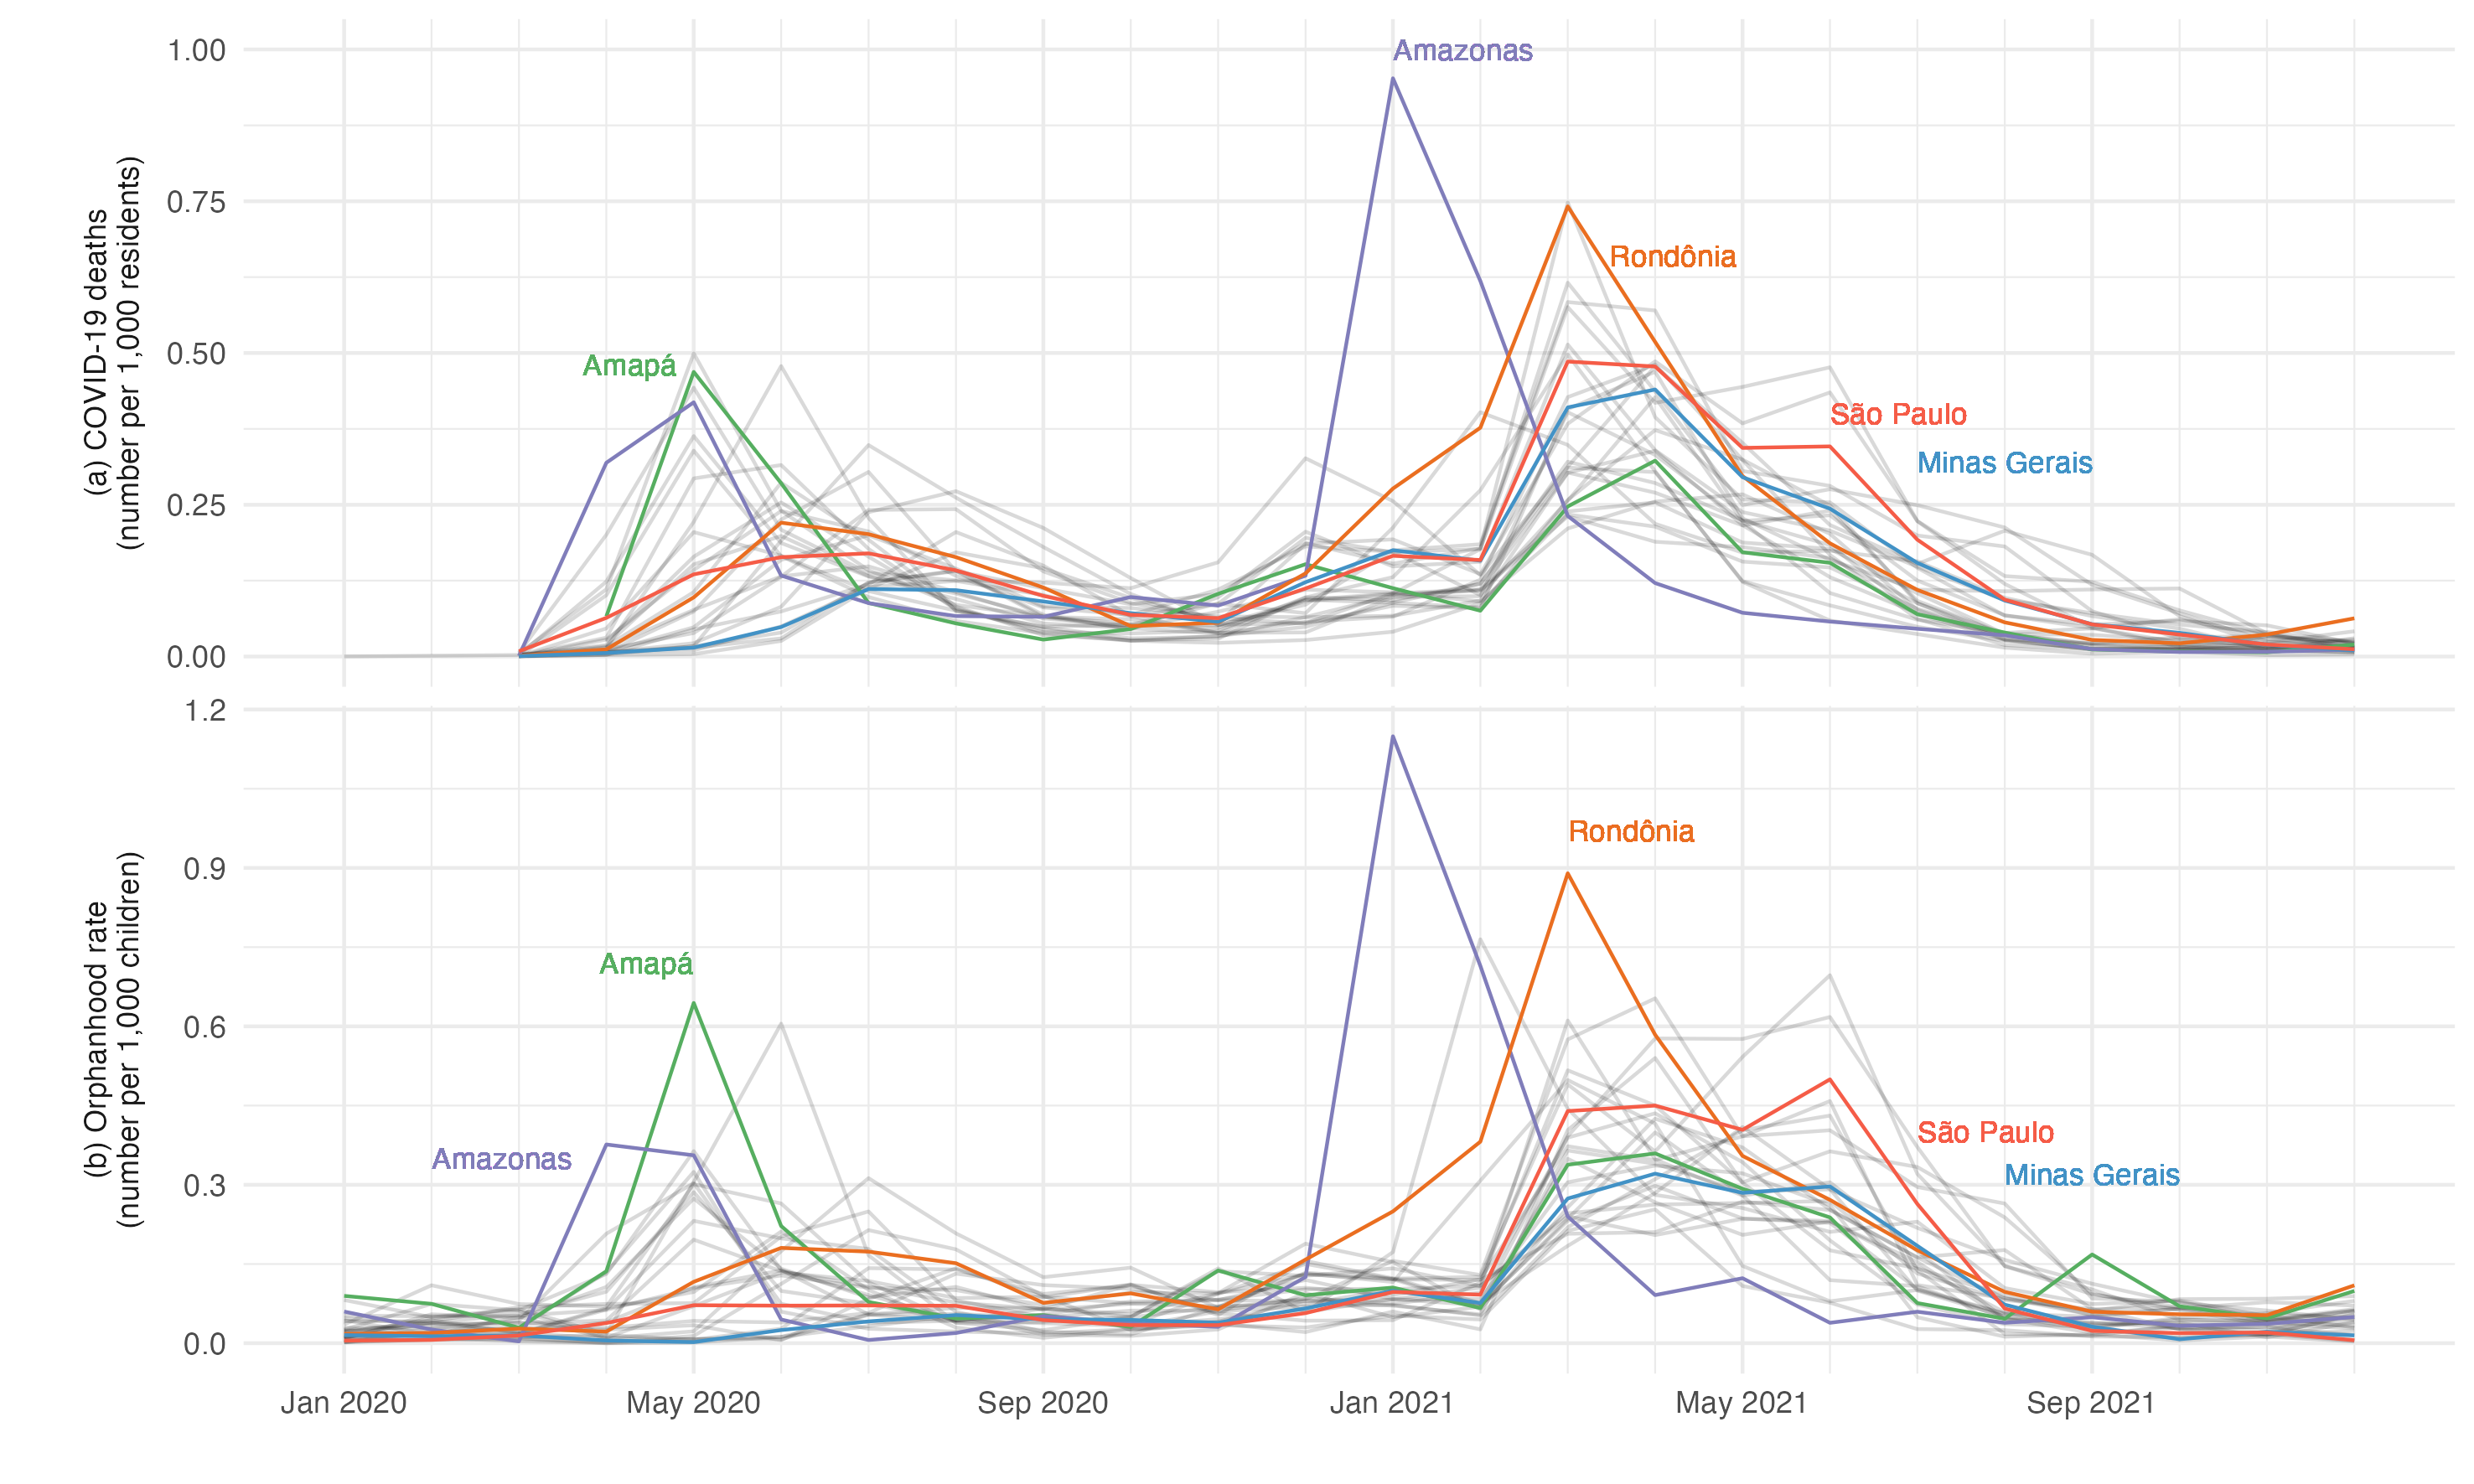 (a) COVID-19 deaths
(number per 1,000 residents)
1.00
0.75
0.50
0.25
0.00
Amazonas
Rondônia
Amapá
São Paulo
Minas Gerais
(b) Orphanhood rate
(number per 1,000 children)
1.2
0.9
0.6
0.3
0.0
Rondônia
Amapá
Amazonas
São Paulo
Minas Gerais
Jan 2020 May 2020 Sep 2020 Jan 2021 May 2021 Sep 2021